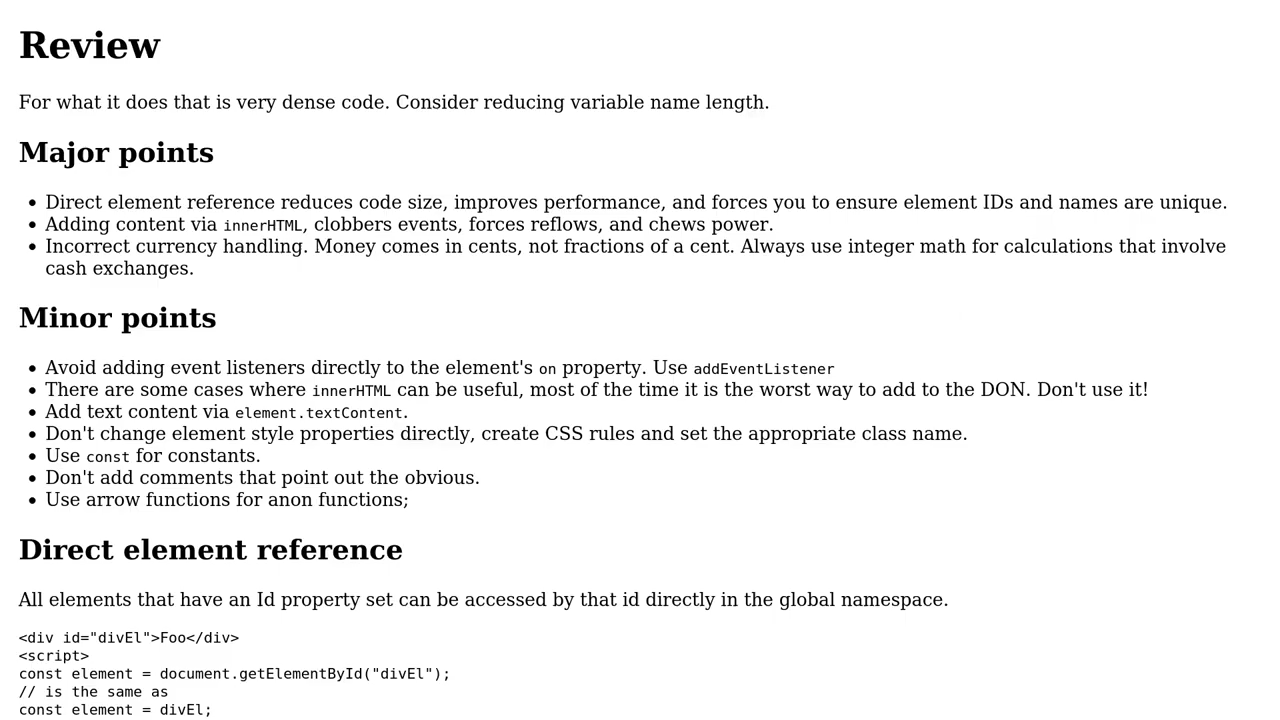 Review
For what it does that is very dense code. Consider reducing variable name length.
Major points
• Direct element reference reduces code size, improves performance, and forces you to ensure element IDs and names are unique.
• Adding content via innerHTML, clobbers events, forces reflows, and chews power.
• Incorrect currency handling. Money comes in cents, not fractions of a cent. Always use integer math for calculations that involve
cash exchanges.
Minor points
• Avoid adding event listeners directly to the element's on property. Use addEventListener
• There are some cases where innerHTML can be useful, most of the time it is the worst way to add to the DON. Don't use it!
• Add text content via element.textContent.
• Don't change element style properties directly, create CSS rules and set the appropriate class name.
• Use const for constants.
• Don't add comments that point out the obvious.
• Use arrow functions for anon functions;
Direct element reference
All elements that have an Id property set can be accessed by that id directly in the global namespace.
<div id="divEl">Foo</div>
<script>
const element = document.getElementById("divEl");
// is the same as
const element = divEl;